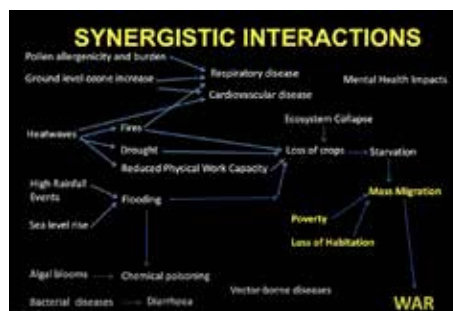 SYNERGISTIC INTERACTIONS
Pollen allergenicity and burden
Ground level ozone increase
Respiratory disease
Mental Health Impacts
Cardiovascular disease
Ecosystem Collapse
Heatwaves
Fires
Drought
Loss of crops
Starvation
Reduced Physical Work Capacity
High Rainfall
Events
Flooding
Mass Migration
Sea level rise
Poverty
Loss of Habitation
Algal blooms
Chemical poisoning
Vector-borne diseases
Bacterial diseases
Diarrhoea
WAR